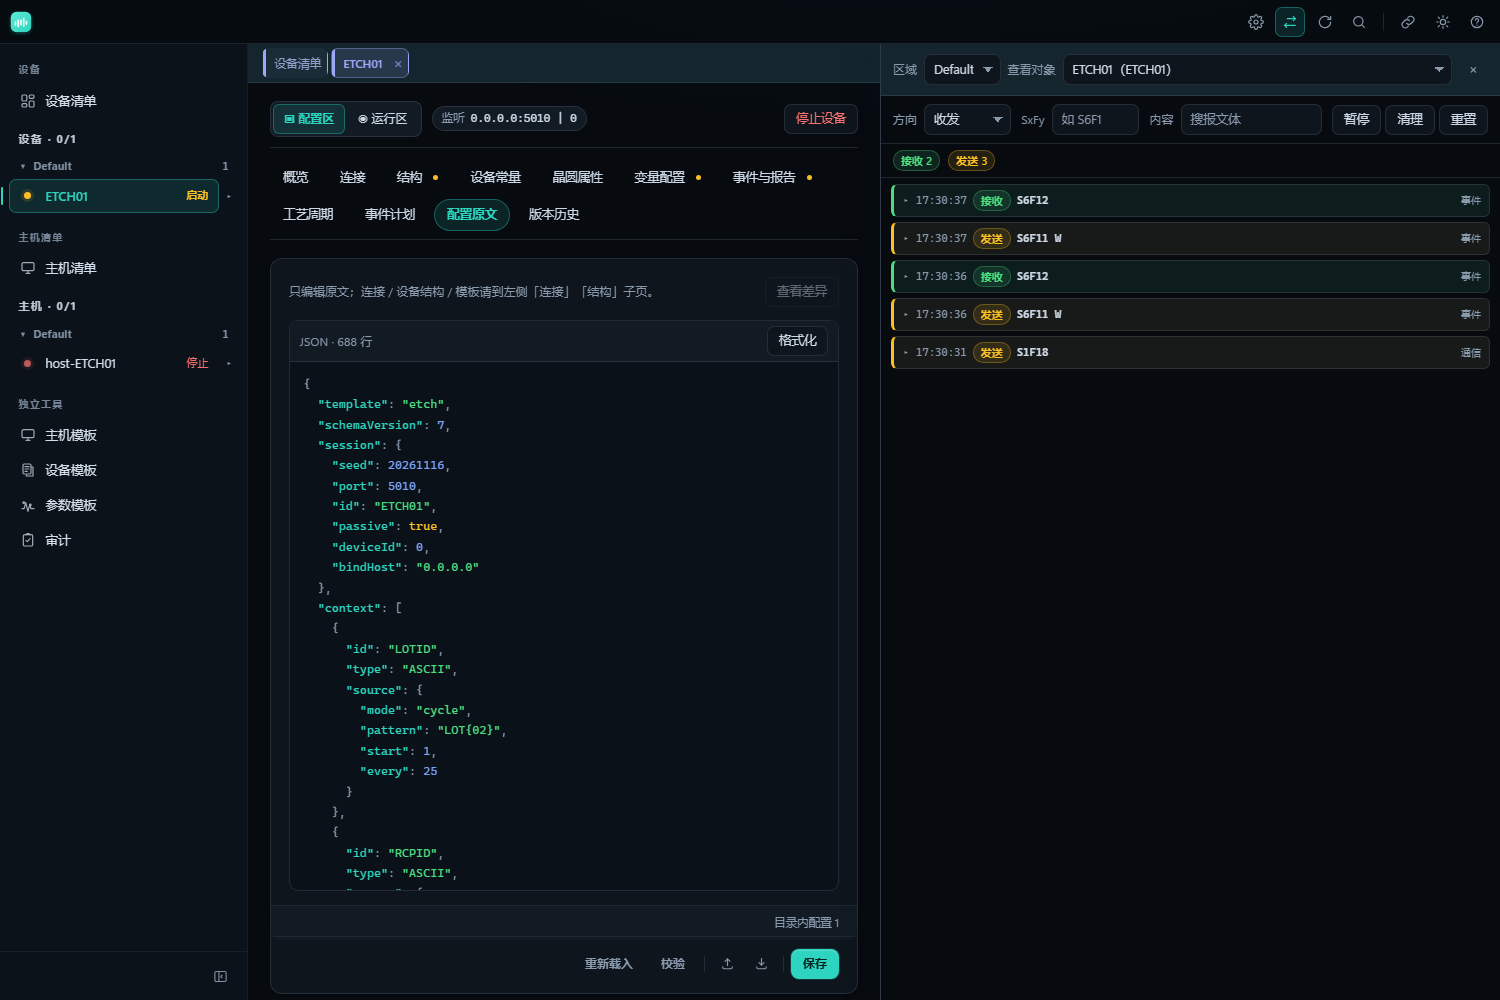 设备
设备清单
设备 · 0/1
Default 1
ETCH01 启动
主机清单
主机清单
主机 · 0/1
Default 1
host-ETCH01 停止
独立工具
主机模板
设备模板
参数模板
审计
设备清单 ETCH01 ×
配置区 运行区 监听 0.0.0.0:5010 | 0 停止设备
概览 连接 结构 设备常量 晶圆属性 变量配置 事件与报告
工艺周期 事件计划 配置原文 版本历史
只编辑原文；连接 / 设备结构 / 模板请到左侧「连接」「结构」子页。 查看差异
JSON · 688 行 格式化
{
"template": "etch",
"schemaVersion": 7,
"session": {
"seed": 20261116,
"port": 5010,
"id": "ETCH01",
"passive": true,
"deviceId": 0,
"bindHost": "0.0.0.0"
},
"context": [
{
"id": "LOTID",
"type": "ASCII",
"source": {
"mode": "cycle",
"pattern": "LOT{02}",
"start": 1,
"every": 25
}
},
{
"id": "RCPID",
"type": "ASCII",
目录内配置 1
重新载入 校验 保存
区域 Default 查看对象 ETCH01 (ETCH01) ×
方向 收发 SxFy 如 S6F1 内容 搜报文体 暂停 清理 重置
接收 2 发送 3
17:30:37 接收 S6F12 事件
17:30:37 发送 S6F11 W 事件
17:30:36 接收 S6F12 事件
17:30:36 发送 S6F11 W 事件
17:30:31 发送 S1F18 通信